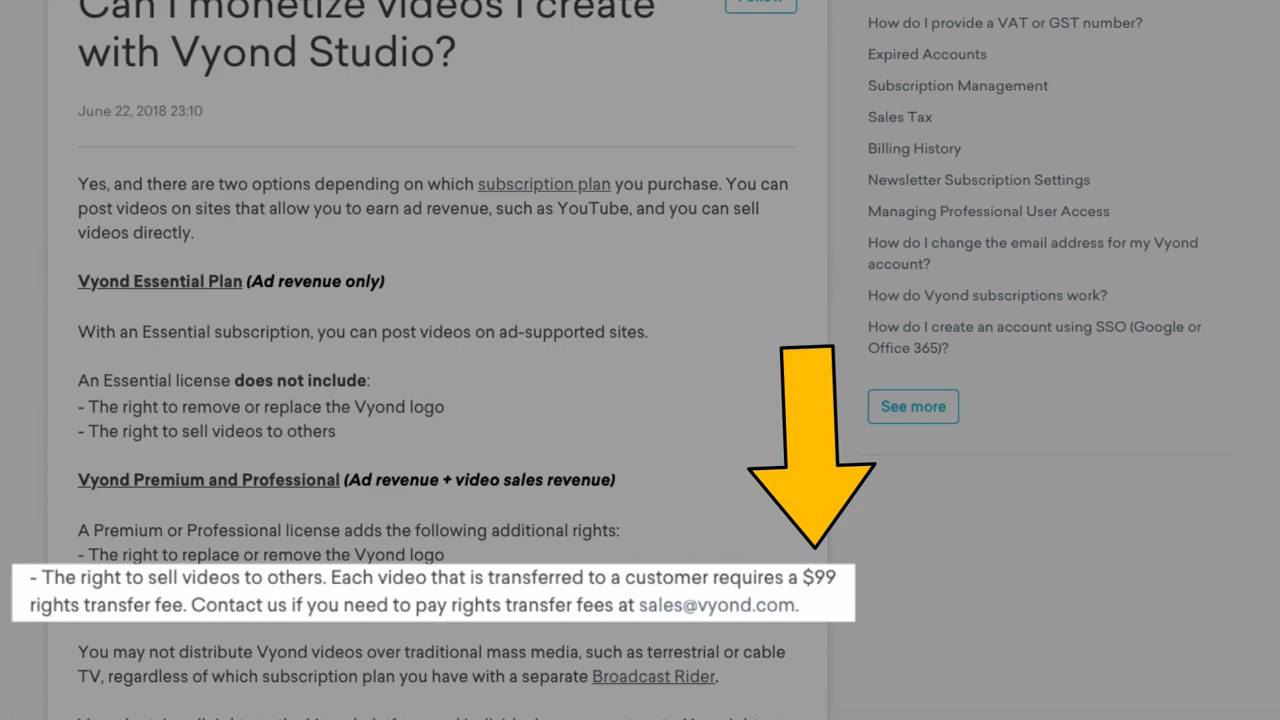 Can I monetize videos I create
with Vyond Studio?
Follow
June 22, 2018 23:10
Yes, and there are two options depending on which subscription plan you purchase. You can
post videos on sites that allow you to earn ad revenue, such as YouTube, and you can sell
videos directly.
Vyond Essential Plan (Ad revenue only)
With an Essential subscription, you can post videos on ad-supported sites.
An Essential license does not include:
- The right to remove or replace the Vyond logo
- The right to sell videos to others
Vyond Premium and Professional (Ad revenue + video sales revenue)
A Premium or Professional license adds the following additional rights:
- The right to replace or remove the Vyond logo
- The right to sell videos to others. Each video that is transferred to a customer requires a $99
rights transfer fee. Contact us if you need to pay rights transfer fees at sales@vyond.com.
You may not distribute Vyond videos over traditional mass media, such as terrestrial or cable
TV, regardless of which subscription plan you have with a separate Broadcast Rider.
How do I provide a VAT or GST number?
Expired Accounts
Subscription Management
Sales Tax
Billing History
Newsletter Subscription Settings
Managing Professional User Access
How do I change the email address for my Vyond
account?
How do Vyond subscriptions work?
How do I create an account using SSO (Google or
Office 365)?
See more